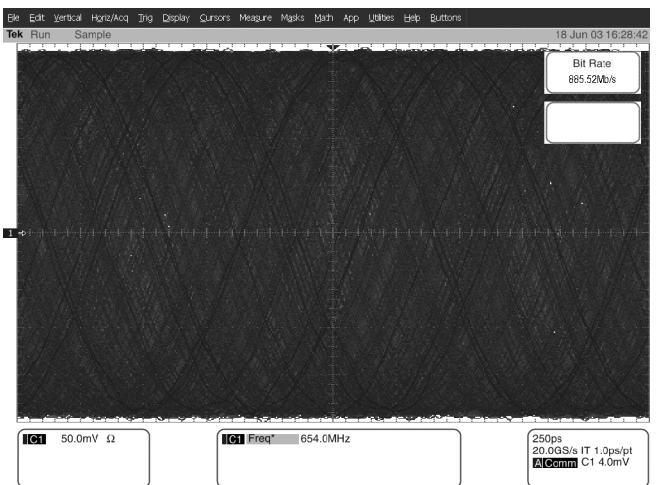 File Edit Vertical Horiz/Acq Trig Display Cursors Measure Masks Math App Utilities Help Buttons
Tek Run Sample 18 Jun 03 16:28:42
Bit Rate
885.52Mb/s
1
C1 50.0mV Ω
C1 Freq* 654.0MHz
250ps
20.0GS/s IT 1.0ps/pt
A Comm C1 4.0mV